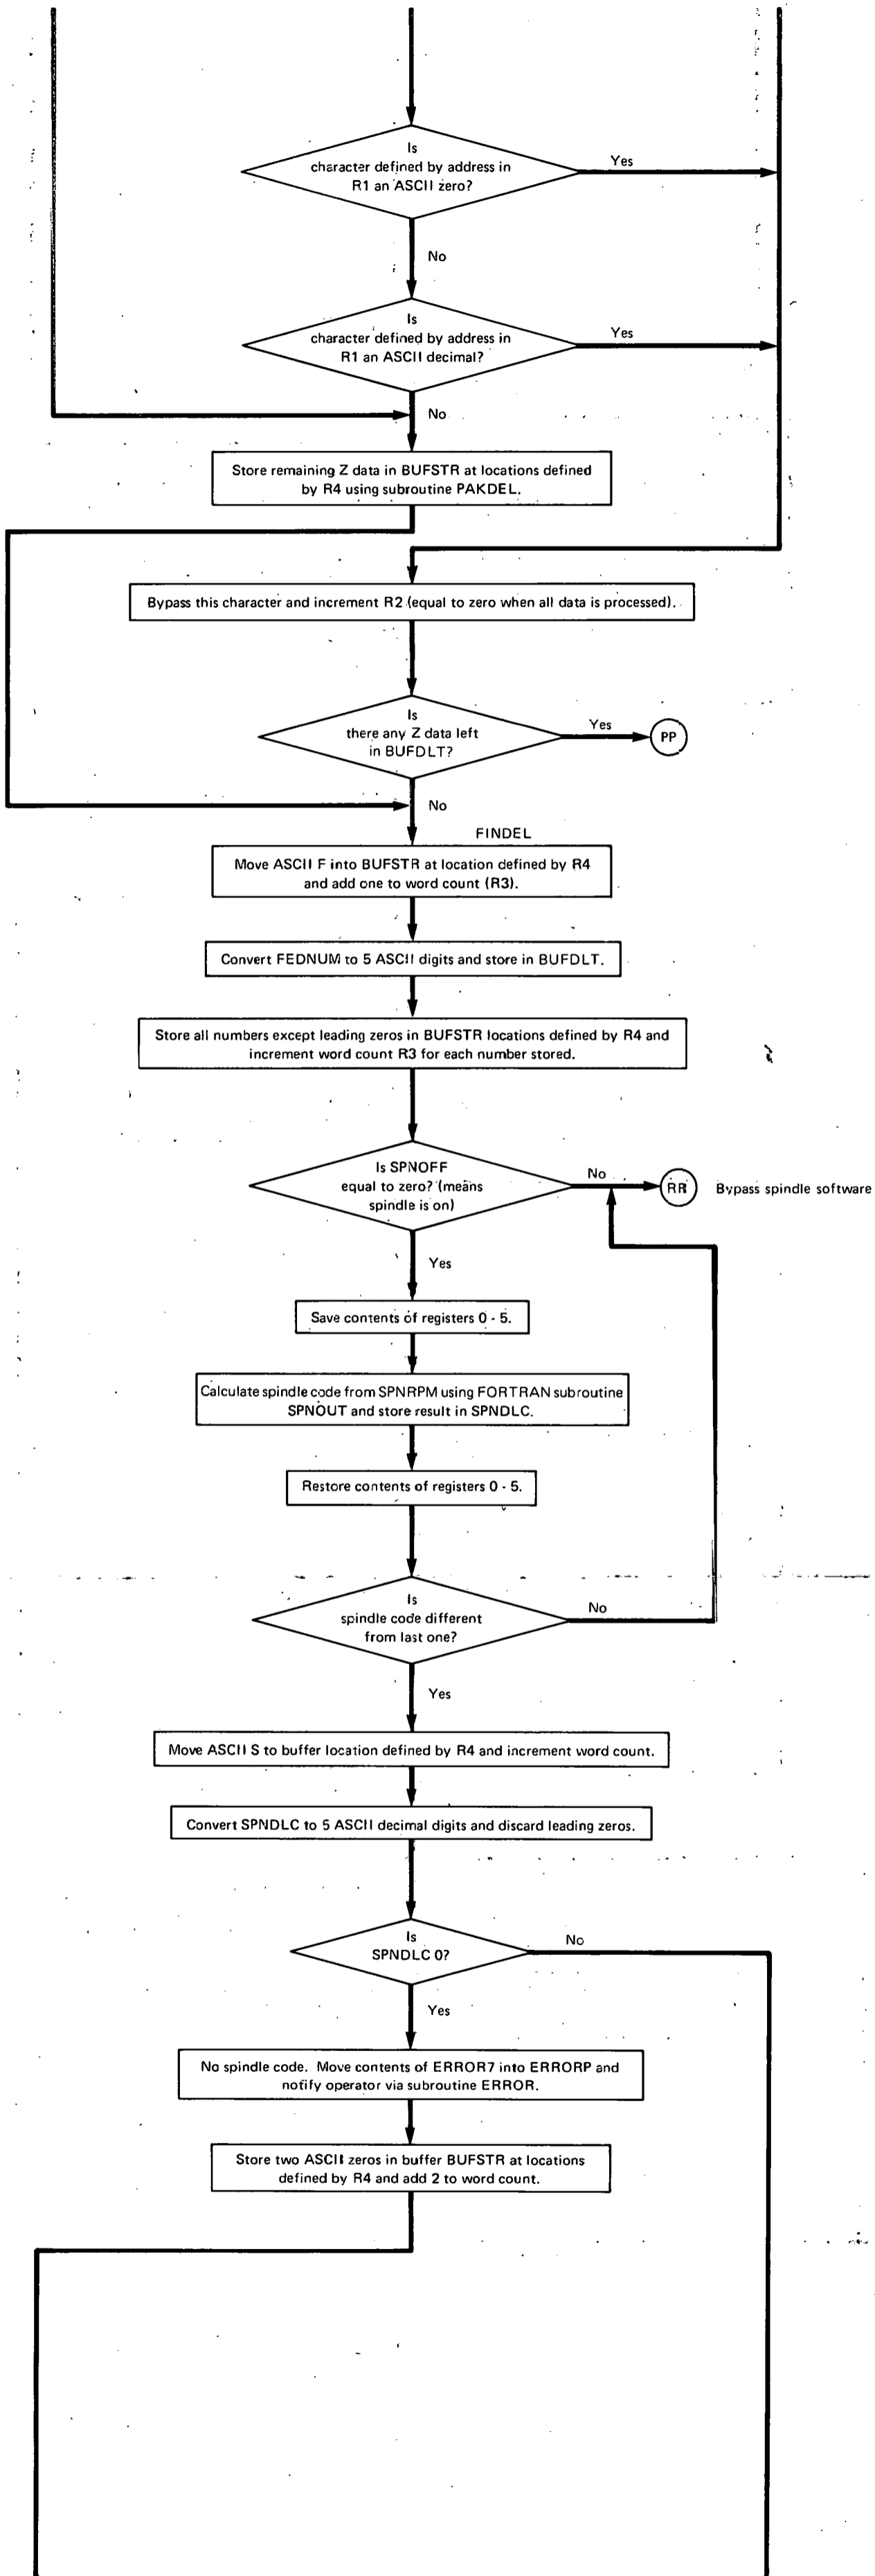 Is
character defined by address in
R1 an ASCII zero?
Yes
No
Is
character defined by address in
R1 an ASCII decimal?
Yes
No
Store remaining Z data in BUFSTR at locations defined
by R4 using subroutine PAKDEL.
Bypass this character and increment R2 (equal to zero when all data is processed).
Is
there any Z data left
in BUFDLT?
Yes
PP
No
FINDEL
Move ASCII F into BUFSTR at location defined by R4
and add one to word count (R3).
Convert FEDNUM to 5 ASCII digits and store in BUFDLT.
Store all numbers except leading zeros in BUFSTR locations defined by R4 and
increment word count R3 for each number stored.
Is SPNOFF
equal to zero? (means
spindle is on)
No
RR
Bypass spindle software
Yes
Save contents of registers 0 - 5.
Calculate spindle code from SPNRPM using FORTRAN subroutine
SPNOUT and store result in SPNDLC.
Restore contents of registers 0 - 5.
Is
spindle code different
from last one?
No
Yes
Move ASCII S to buffer location defined by R4 and increment word count.
Convert SPNDLC to 5 ASCII decimal digits and discard leading zeros.
Is
SPNDLC 0?
No
Yes
No spindle code. Move contents of ERROR7 into ERRORP and
notify operator via subroutine ERROR.
Store two ASCII zeros in buffer BUFSTR at locations
defined by R4 and add 2 to word count.